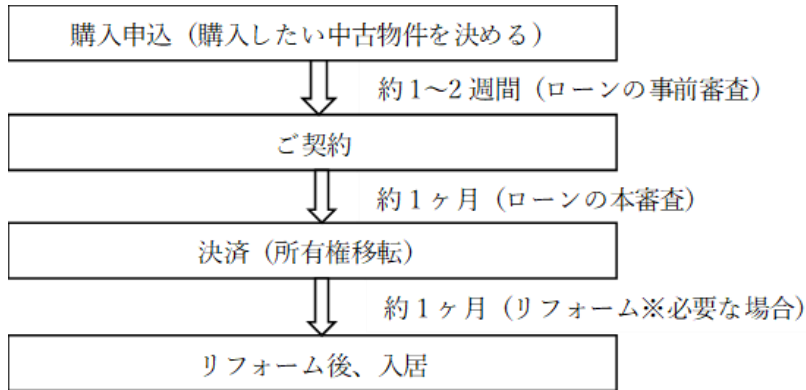 購入申込（購入したい中古物件を決める）
約1～2週間（ローンの事前審査）
ご契約
約1ヶ月（ローンの本審査）
決済（所有権移転）
約1ヶ月（リフォーム※必要な場合）
リフォーム後、入居